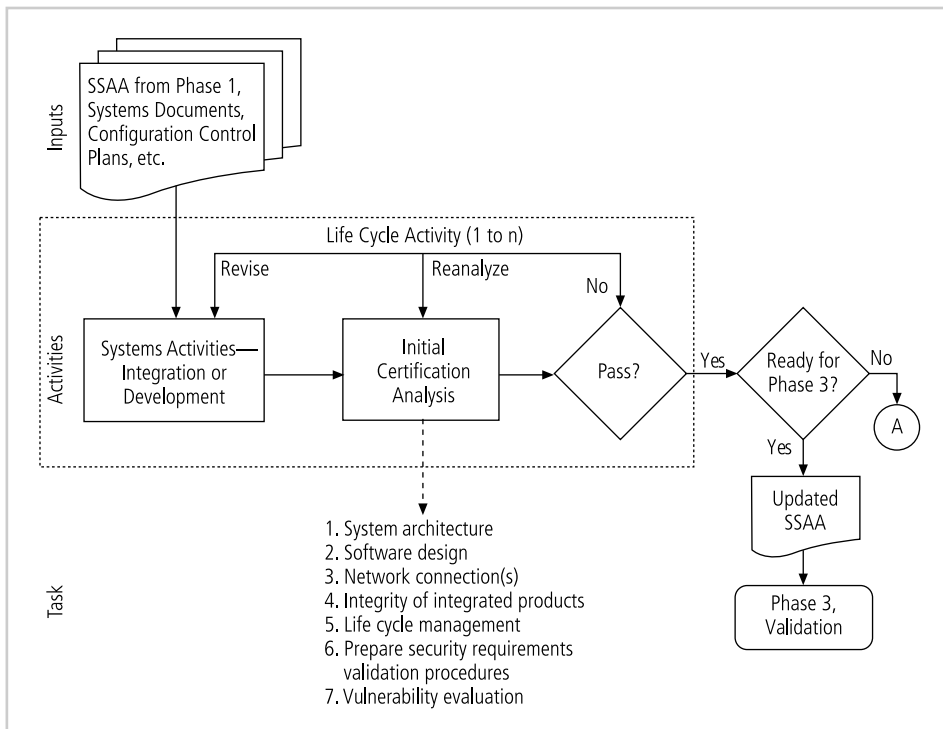 Inputs
SSAA from Phase 1,
Systems Documents,
Configuration Control
Plans, etc.
Life Cycle Activity (1 to n)
Revise
Reanalyze
No
Activities
Systems Activities—
Integration or
Development
Initial
Certification
Analysis
Pass?
Yes
Ready for
Phase 3?
No
A
Yes
Updated
SSAA
Phase 3,
Validation
Task
1. System architecture
2. Software design
3. Network connection(s)
4. Integrity of integrated products
5. Life cycle management
6. Prepare security requirements
validation procedures
7. Vulnerability evaluation